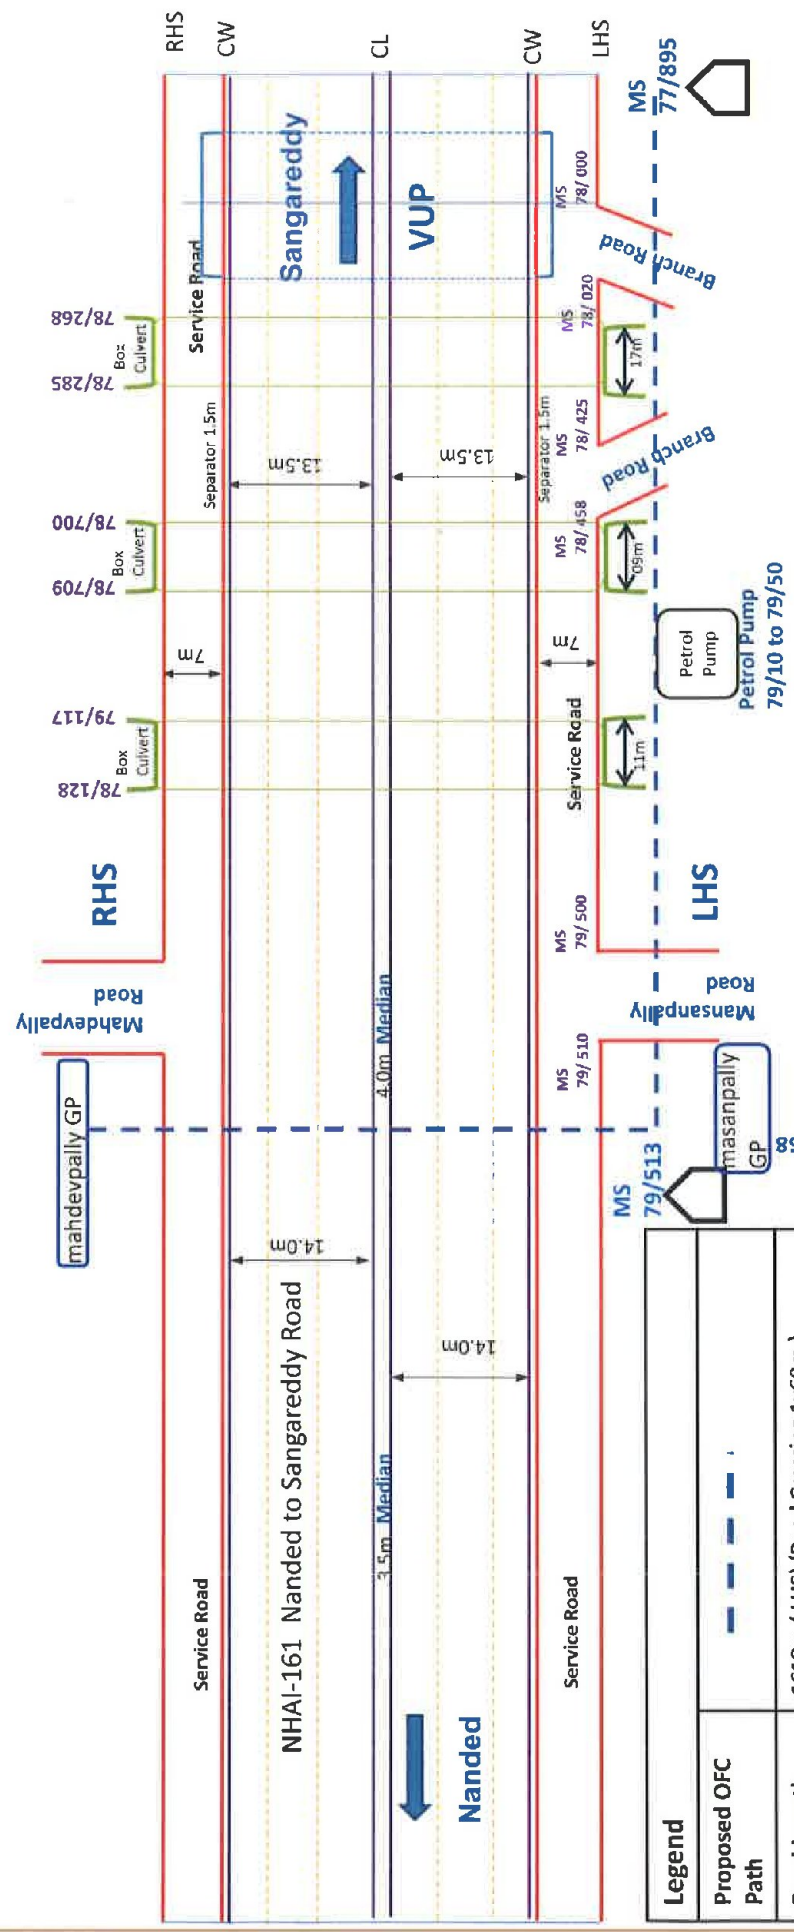 RHS
CW
CL
CW
LHS
MS
77/895
Sangareddy
VUP
Service Road
MS
78/ 000
Branch Road
MS
78/ 020
78/268
Box
Culvert
78/285
17m
Separator 1.5m
13.5m
13.5m
Separator 1.5m
MS
78/ 425
Branch Road
MS
78/ 458
78/700
Box
Culvert
78/709
09m
7m
7m
Petrol
Pump
Petrol Pump
79/10 to 79/50
79/117
Box
Culvert
78/128
11m
Service Road
RHS
LHS
MS
79/ 500
Mahdevpally
Road
Mansanpally
Road
4.0m Median
MS
79/ 510
mahdevpally GP
masanpally
GP
MS
79/513
14.0m
14.0m
NHAI-161 Nanded to Sangareddy Road
3.5m Median
Service Road
Service Road
Nanded
Legend
Proposed OFC
Path